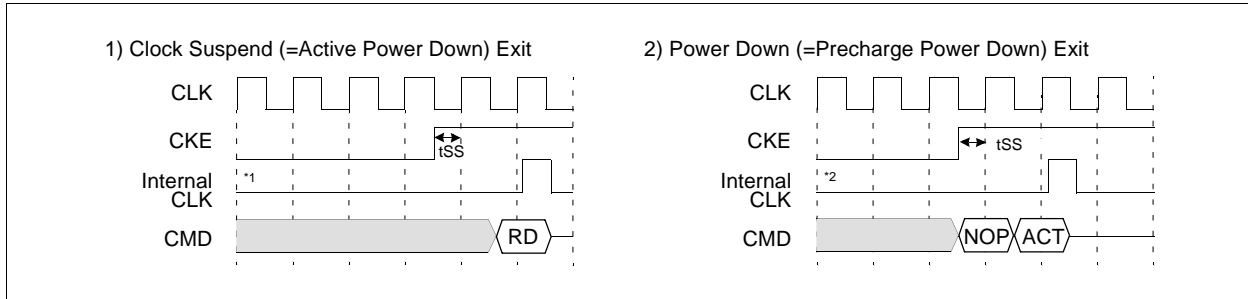 1) Clock Suspend (=Active Power Down) Exit
CLK
CKE
tSS
Internal
CLK
*1
CMD
RD
2) Power Down (=Precharge Power Down) Exit
CLK
CKE
tSS
Internal
CLK
*2
CMD
NOP
ACT